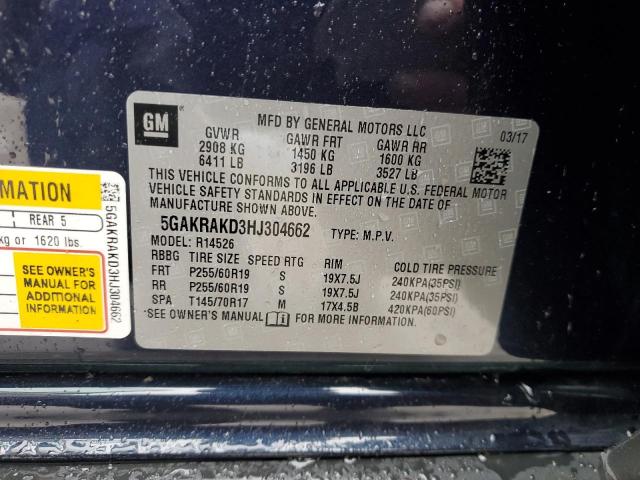 GM
MFD BY GENERAL MOTORS LLC
03/17
GVWR GAWR FRT GAWR RR
2908 KG 1450 KG 1600 KG
6411 LB 3196 LB 3527 LB
THIS VEHICLE CONFORMS TO ALL APPLICABLE U.S. FEDERAL MOTOR
VEHICLE SAFETY STANDARDS IN EFFECT ON THE DATE OF
MANUFACTURE SHOWN ABOVE.
5GAKRAKD3HJ304662 TYPE: M.P.V.
MODEL: R14526
RBBG TIRE SIZE SPEED RTG RIM COLD TIRE PRESSURE
FRT P255/60R19 S 19X7.5J 240KPA(35PSI)
RR P255/60R19 S 19X7.5J 240KPA(35PSI)
SPA T145/70R17 M 17X4.5B 420KPA(60PSI)
SEE OWNER'S MANUAL FOR MORE INFORMATION.
MATION
REAR 5
kg or 1620 lbs.
SEE OWNER'S
MANUAL FOR
ADDITIONAL
INFORMATION
5GAKRAKD3HJ304662